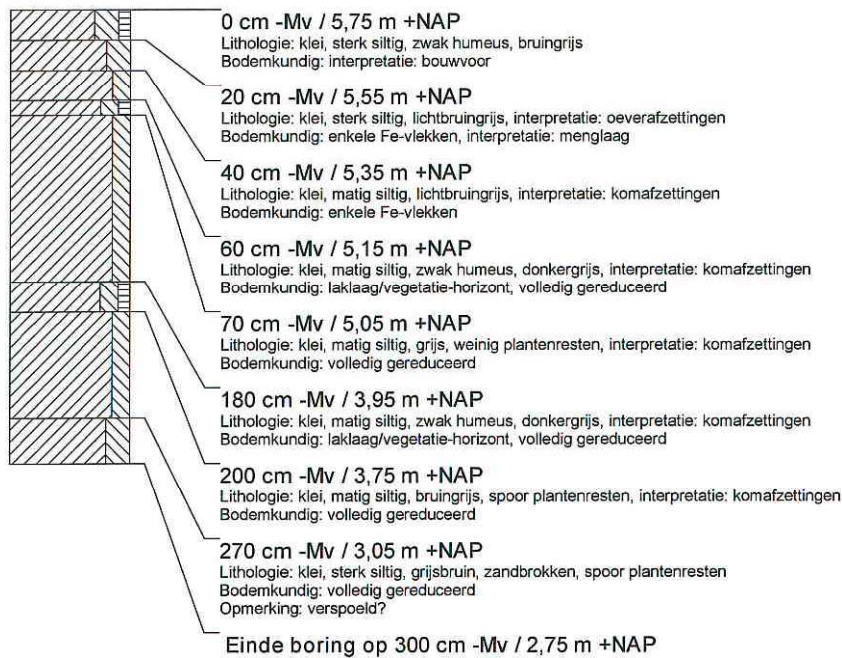 0 cm -Mv / 5,75 m +NAP
Lithologie: klei, sterk siltig, zwak humeus, bruingrijs
Bodemkundig: interpretatie: bouwvoor
20 cm -Mv / 5,55 m +NAP
Lithologie: klei, sterk siltig, lichtbruingrijs, interpretatie: oeverafzettingen
Bodemkundig: enkele Fe-vlekken, interpretatie: menglaag
40 cm -Mv / 5,35 m +NAP
Lithologie: klei, matig siltig, lichtbruingrijs, interpretatie: komafzettingen
Bodemkundig: enkele Fe-vlekken
60 cm -Mv / 5,15 m +NAP
Lithologie: klei, matig siltig, zwak humeus, donkergrijs, interpretatie: komafzettingen
Bodemkundig: laklaag/vegetatie-horizont, volledig gereduceerd
70 cm -Mv / 5,05 m +NAP
Lithologie: klei, matig siltig, grijs, weinig plantenresten, interpretatie: komafzettingen
Bodemkundig: volledig gereduceerd
180 cm -Mv / 3,95 m +NAP
Lithologie: klei, matig siltig, zwak humeus, donkergrijs, interpretatie: komafzettingen
Bodemkundig: laklaag/vegetatie-horizont, volledig gereduceerd
200 cm -Mv / 3,75 m +NAP
Lithologie: klei, matig siltig, bruingrijs, spoor plantenresten, interpretatie: komafzettingen
Bodemkundig: volledig gereduceerd
270 cm -Mv / 3,05 m +NAP
Lithologie: klei, sterk siltig, grijsbruin, zandbrokken, spoor plantenresten
Bodemkundig: volledig gereduceerd
Opmerking: verspoeld?
Einde boring op 300 cm -Mv / 2,75 m +NAP